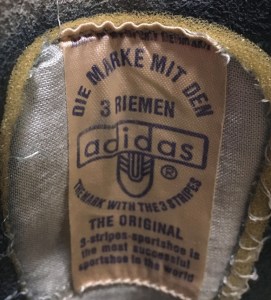 DIE MARKE MIT DEN
3 RIEMEN
adidas
®
THE MARK WITH THE 3 STRIPES
THE ORIGINAL
3-stripes-sportshoe is
the most successful
sportshoe in the world